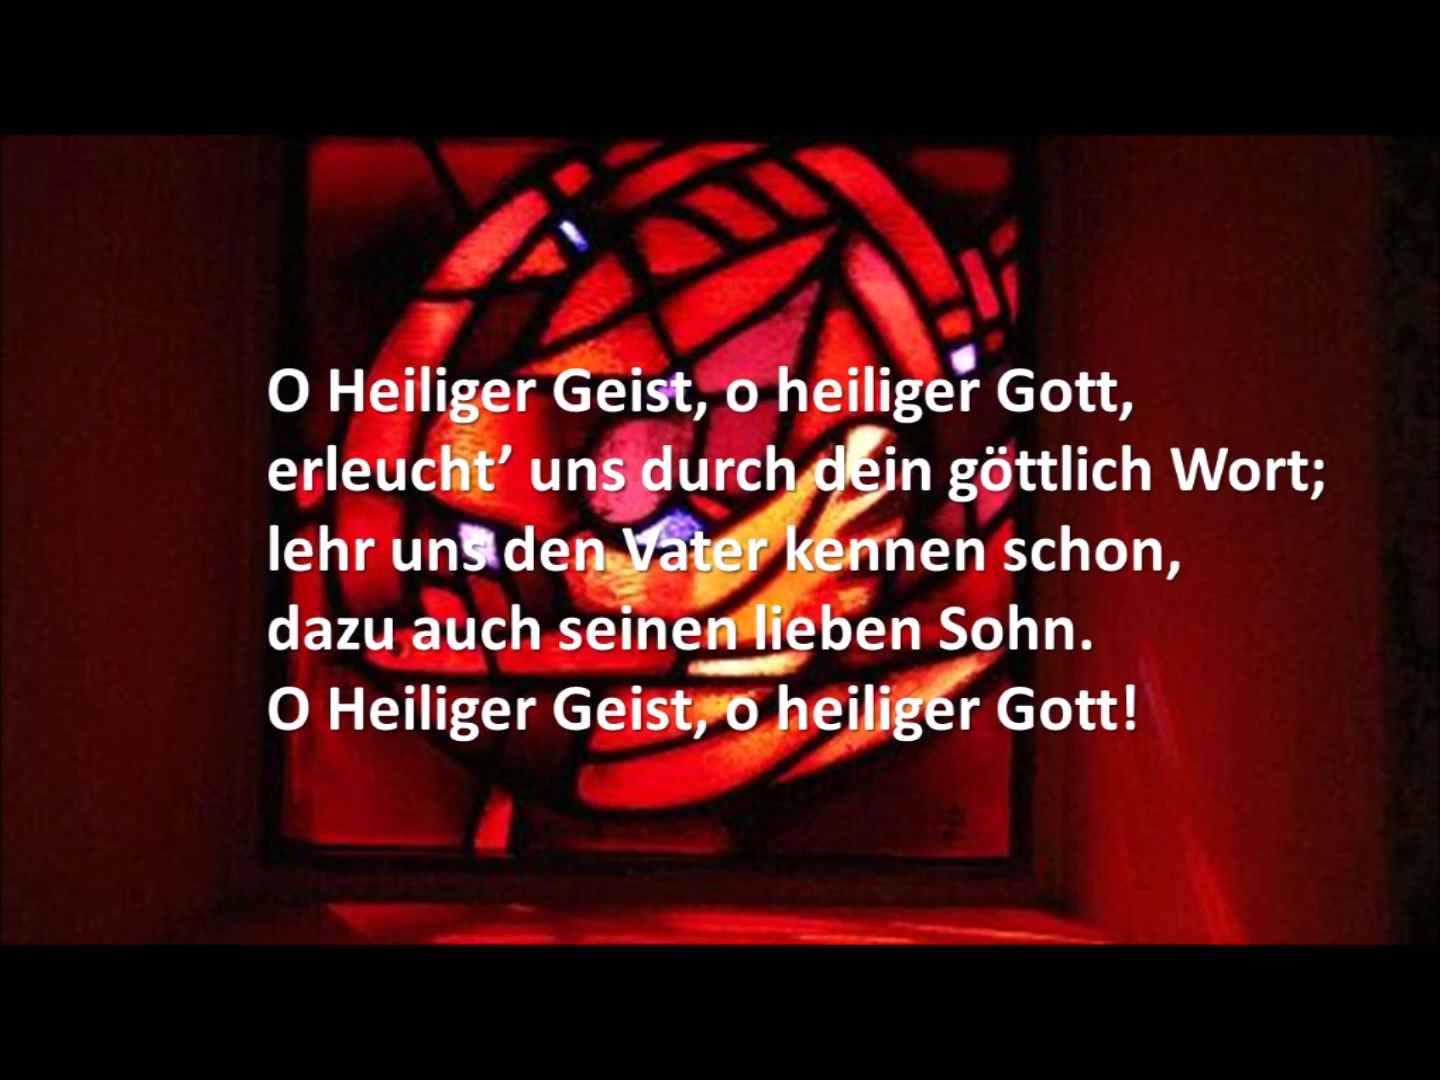 O Heiliger Geist, o heiliger Gott,
erleucht’ uns durch dein göttlich Wort;
lehr uns den Vater kennen schon,
dazu auch seinen lieben Sohn.
O Heiliger Geist, o heiliger Gott!